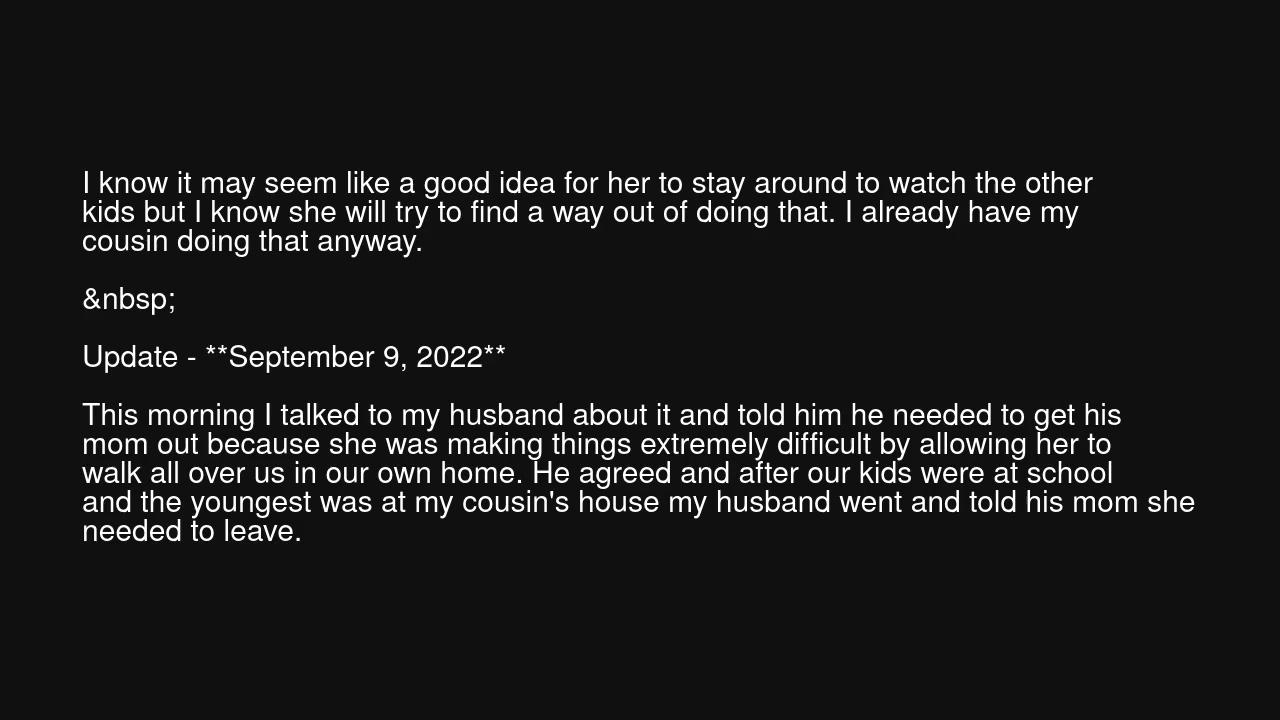 I know it may seem like a good idea for her to stay around to watch the other
kids but I know she will try to find a way out of doing that. I already have my
cousin doing that anyway.
&nbsp;
Update - **September 9, 2022**
This morning I talked to my husband about it and told him he needed to get his
mom out because she was making things extremely difficult by allowing her to
walk all over us in our own home. He agreed and after our kids were at school
and the youngest was at my cousin's house my husband went and told his mom she
needed to leave.